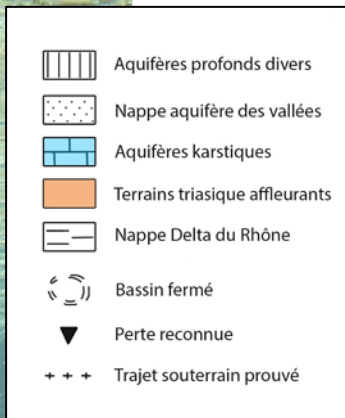 Aquifères profonds divers
Nappe aquifère des vallées
Aquifères karstiques
Terrains triasique affleurants
Nappe Delta du Rhône
Bassin fermé
Perte reconnue
Trajet souterrain prouvé